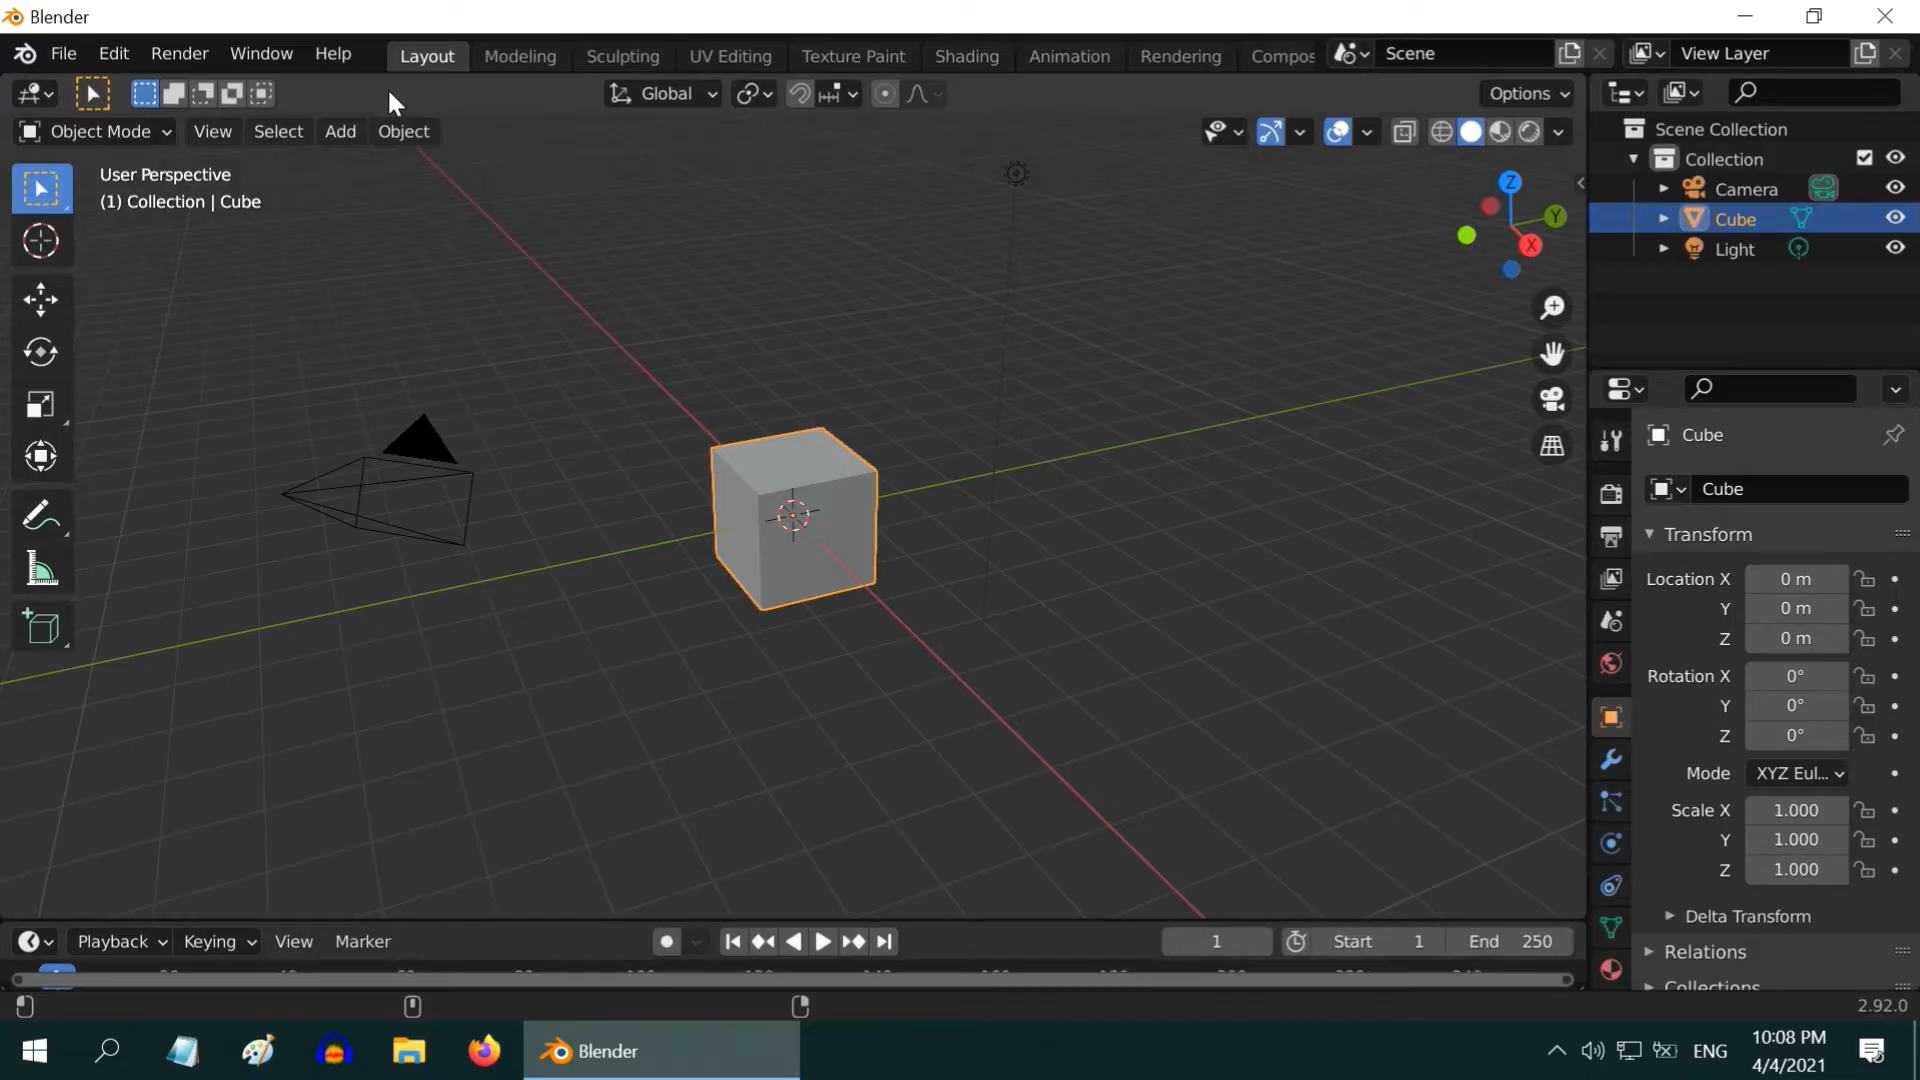 Blender
File Edit Render Window Help Layout Modeling Sculpting UV Editing Texture Paint Shading Animation Rendering Compos Scene View Layer
Global Options
Object Mode View Select Add Object
User Perspective
(1) Collection | Cube
Z
Y
X
Scene Collection
Collection
Camera
Cube
Light
Cube
Cube
Transform
Location X 0 m
Y 0 m
Z 0 m
Rotation X 0°
Y 0°
Z 0°
Mode XYZ Eul...
Scale X 1.000
Y 1.000
Z 1.000
Delta Transform
Relations
Collections
Playback Keying View Marker 1 Start 1 End 250
2.92.0
Blender
ENG
10:08 PM
4/4/2021